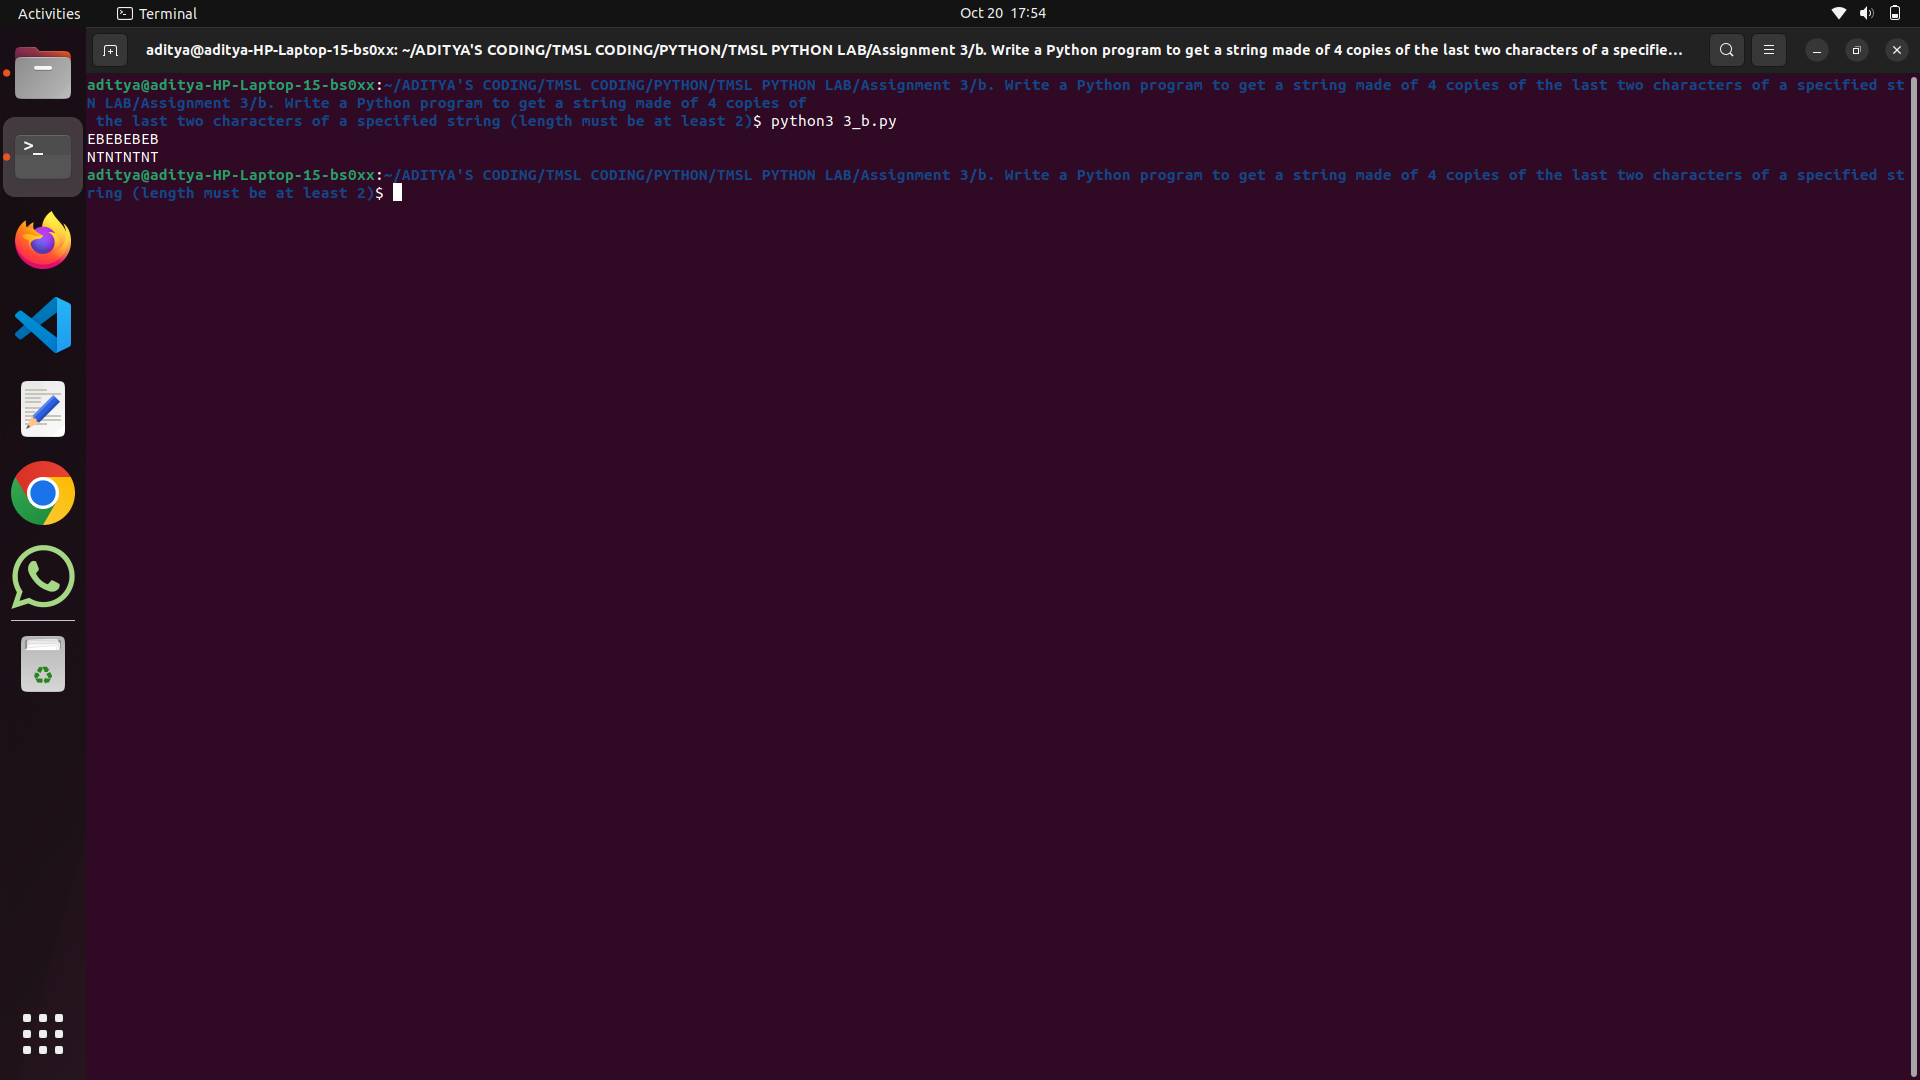 Activities
Terminal
Oct 20 17:54
aditya@aditya-HP-Laptop-15-bs0xx: ~/ADITYA'S CODING/TMSL CODING/PYTHON/TMSL PYTHON LAB/Assignment 3/b. Write a Python program to get a string made of 4 copies of the last two characters of a specifie...
aditya@aditya-HP-Laptop-15-bs0xx:~/ADITYA'S CODING/TMSL CODING/PYTHON/TMSL PYTHON LAB/Assignment 3/b. Write a Python program to get a string made of 4 copies of the last two characters of a specified st
N LAB/Assignment 3/b. Write a Python program to get a string made of 4 copies of
the last two characters of a specified string (length must be at least 2)$ python3 3_b.py
EBEBEBEB
NTNTNTNT
aditya@aditya-HP-Laptop-15-bs0xx:~/ADITYA'S CODING/TMSL CODING/PYTHON/TMSL PYTHON LAB/Assignment 3/b. Write a Python program to get a string made of 4 copies of the last two characters of a specified st
ring (length must be at least 2)$